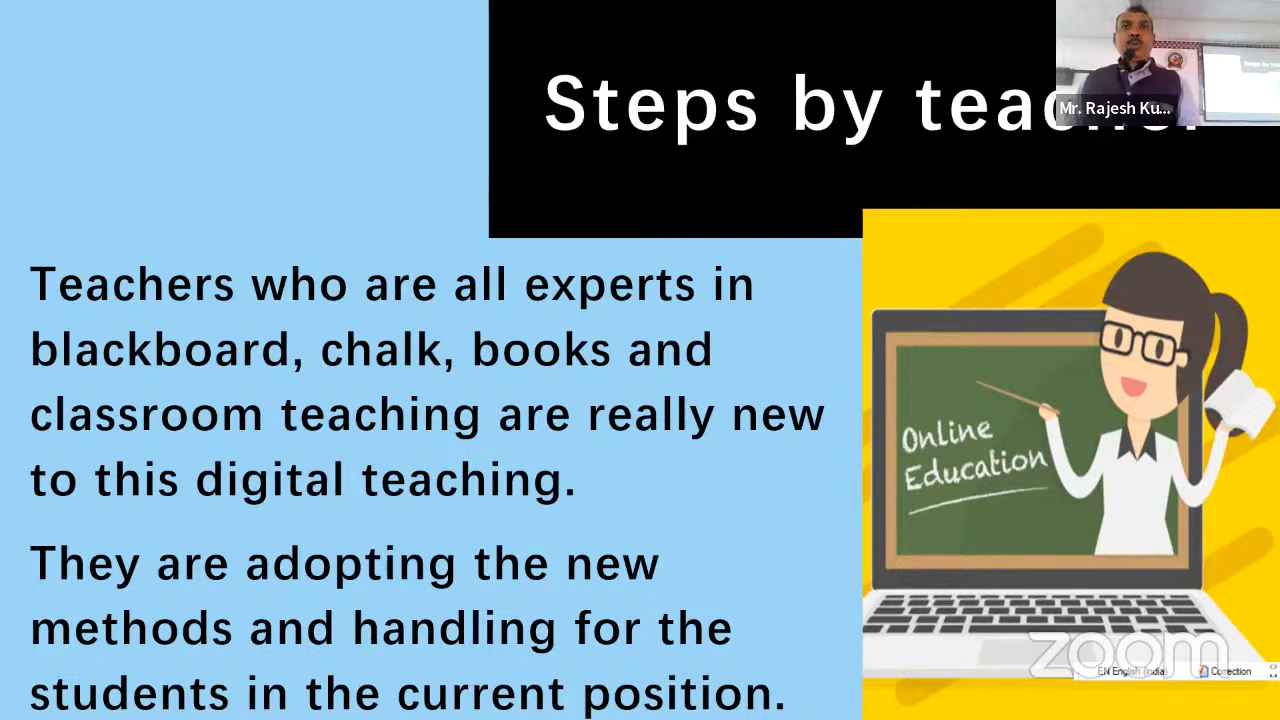 Steps by teacher
Mr. Rajesh Ku...
Teachers who are all experts in
blackboard, chalk, books and
classroom teaching are really new
to this digital teaching.
They are adopting the new
methods and handling for the
students in the current position.
Online
Education
zoom
EN English (India)
Correction